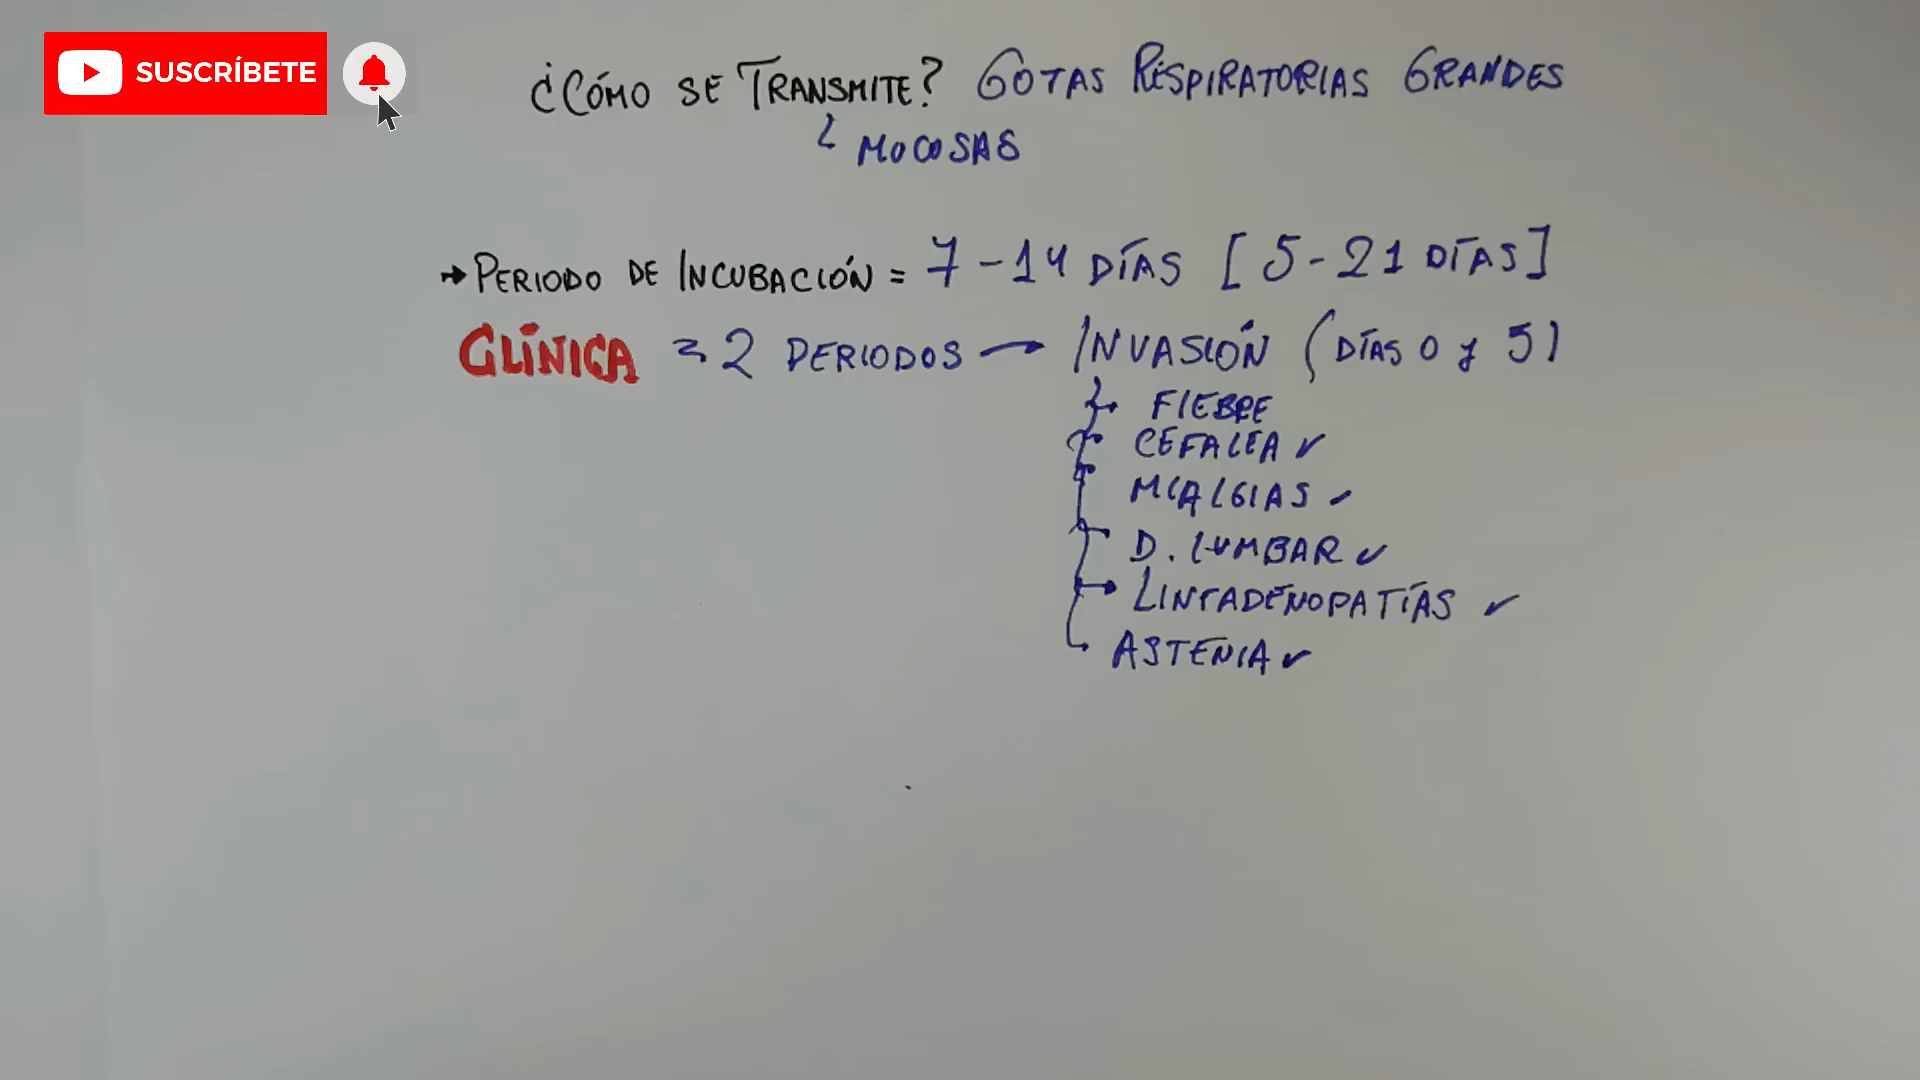 SUSCRÍBETE
¿CÓMO SE TRANSMITE? GOTAS RESPIRATORIAS GRANDES
MOCOSAS
PERIODO DE INCUBACIÓN = 7-14 DÍAS [5-21 DÍAS]
CLÍNICA = 2 PERIODOS → INVASIÓN (DÍAS 0 y 5)
FIEBRE
CEFALEA ✓
MIALGIAS ✓
D. LUMBAR ✓
LINFADENOPATÍAS ✓
ASTENIA ✓